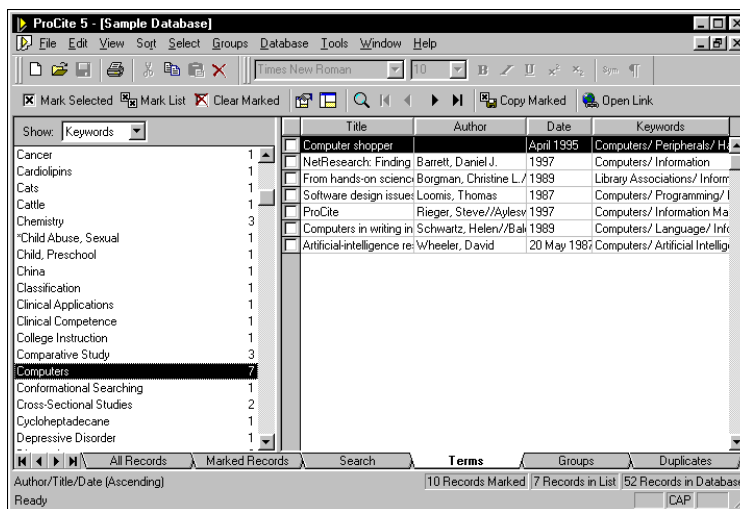 ProCite 5 - [Sample Database]
File Edit View Sort Select Groups Database Tools Window Help
Times New Roman 10 B I U x² x₂ Sym ¶
Mark Selected Mark List Clear Marked Copy Marked Open Link
Show: Keywords
Cancer 1
Cardiolipins 1
Cats 1
Cattle 1
Chemistry 3
*Child Abuse, Sexual 1
Child, Preschool 1
China 1
Classification 1
Clinical Applications 1
Clinical Competence 1
College Instruction 1
Comparative Study 3
Computers 7
Conformational Searching 1
Cross-Sectional Studies 2
Cycloheptadecane 1
Depressive Disorder 1
Title Author Date Keywords
Computer shopper April 1995 Computers/ Peripherals/ Ha
NetResearch: Finding Barrett, Daniel J. 1997 Computers/ Information
From hands-on scienc Borgman, Christine L./ 1989 Library Associations/ Inform
Software design issue Loomis, Thomas 1987 Computers/ Programming/
ProCite Rieger, Steve//Aylesw 1997 Computers/ Information Ma
Computers in writing in Schwartz, Helen//Bal 1989 Computers/ Language/ Info
Artificial-intelligence re Wheeler, David 20 May 1987 Computers/ Artificial Intellig
All Records Marked Records Search Terms Groups Duplicates
Author/Title/Date (Ascending) 10 Records Marked 7 Records in List 52 Records in Database
Ready CAP